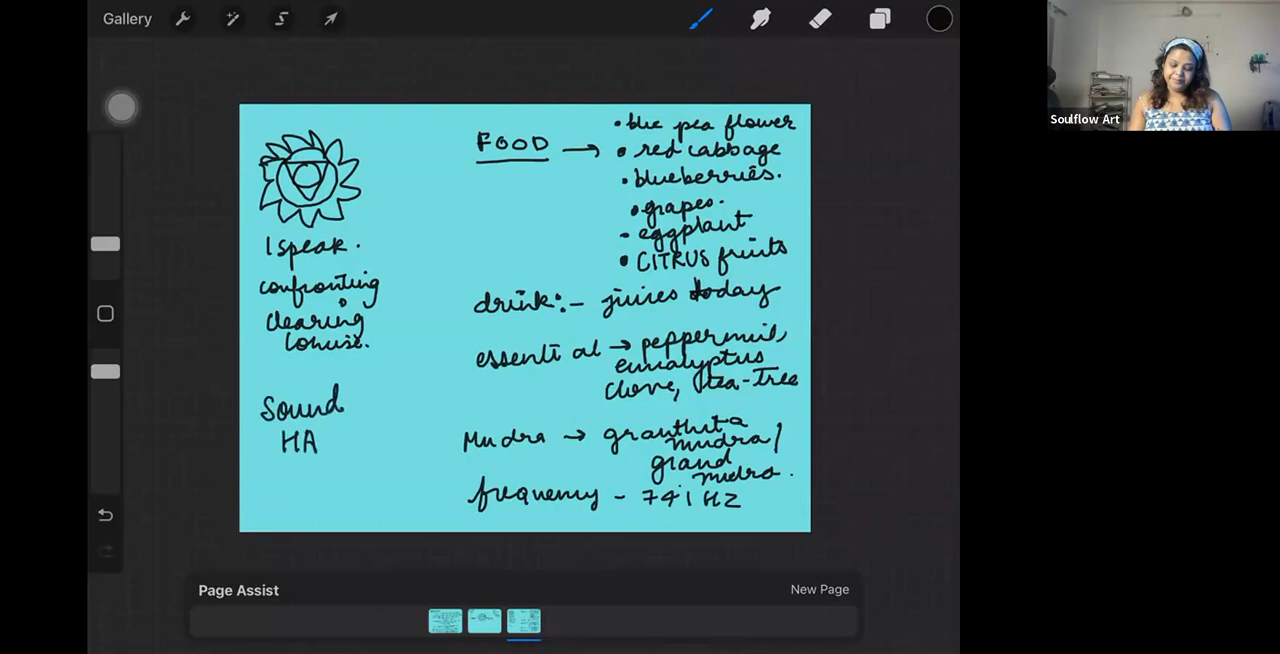 Gallery
Soulflow Art
I speak.
confronting
clearing
Sound
HA
FOOD →
• blue pea flower
• red cabbage
• blueberries.
• grapes.
- eggplant
• CITRUS fruits
drink:- juices today
essential → peppermint,
eucalyptus
clove, tea-tree
Mudra → granthita
mudra/
grand
mudra.
frequency - 741 HZ
Page Assist
New Page